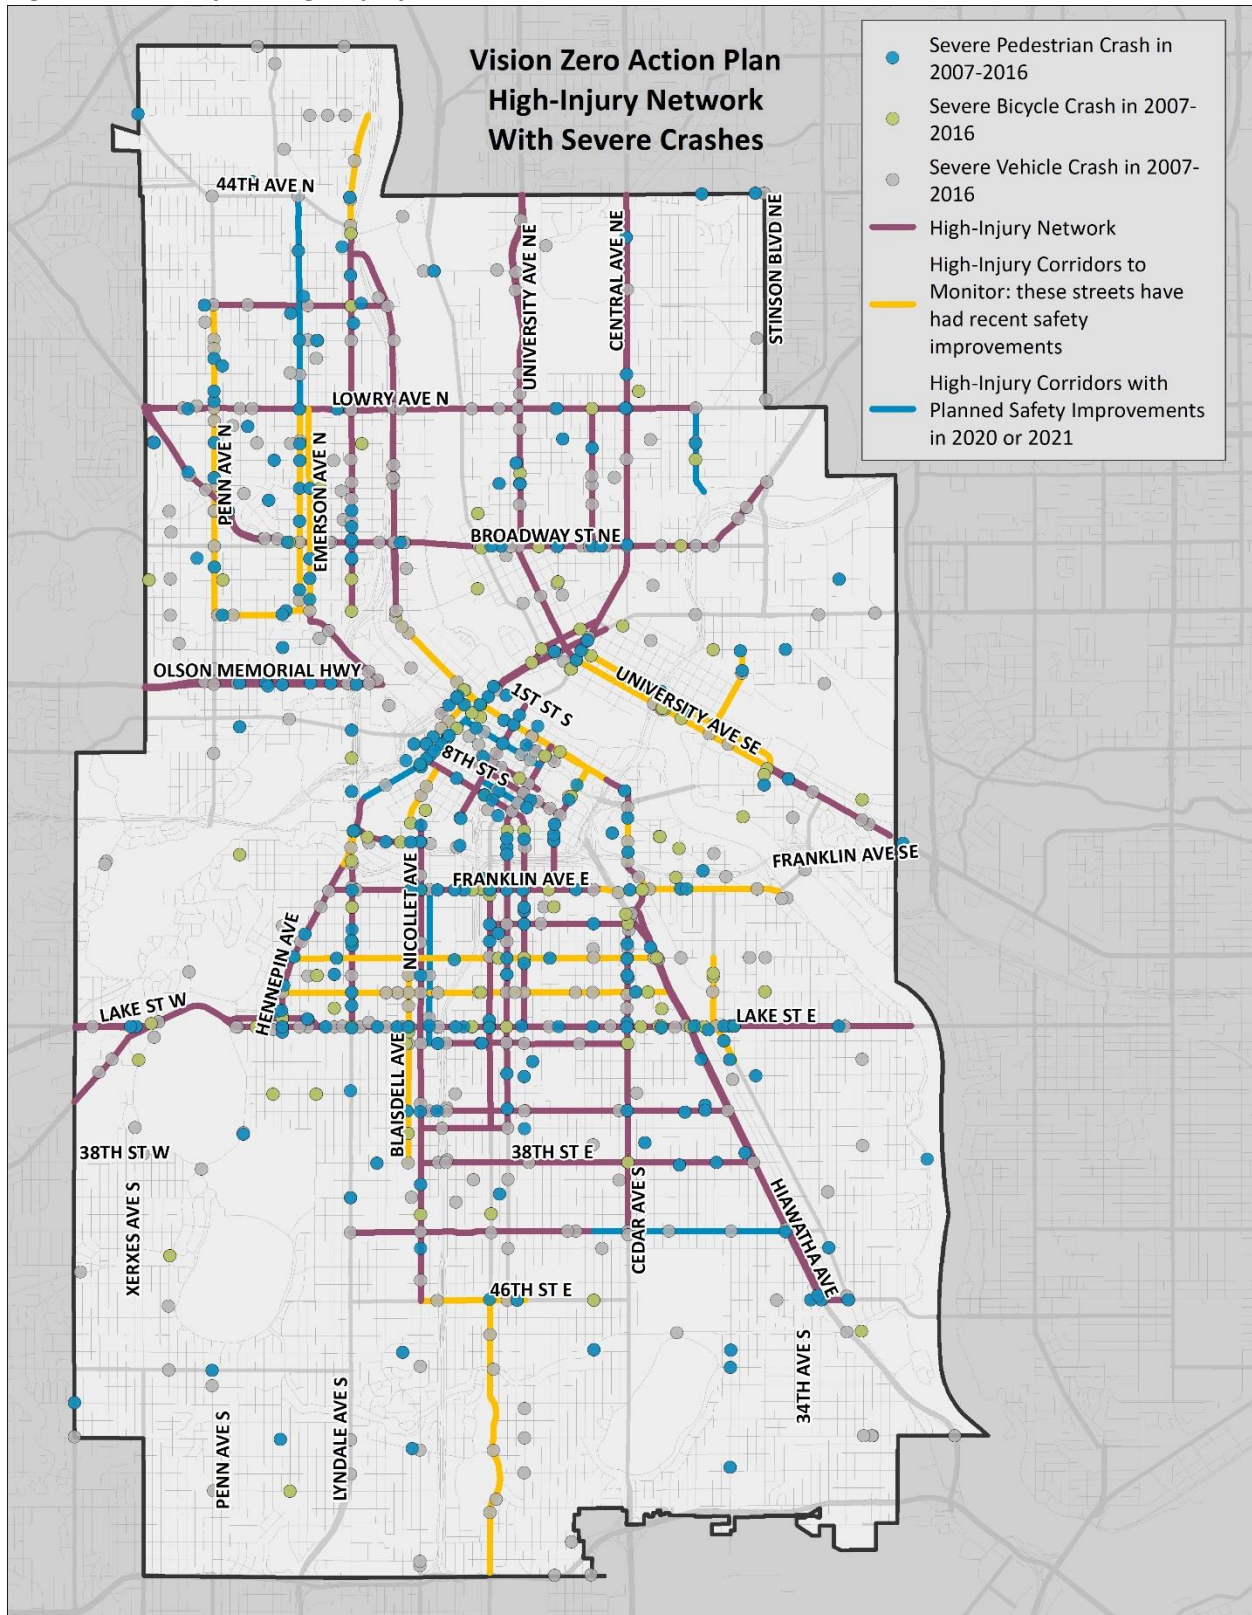 Vision Zero Action Plan
High-Injury Network
With Severe Crashes
Severe Pedestrian Crash in
2007-2016
Severe Bicycle Crash in 2007-
2016
Severe Vehicle Crash in 2007-
2016
High-Injury Network
High-Injury Corridors to
Monitor: these streets have
had recent safety
improvements
High-Injury Corridors with
Planned Safety Improvements
in 2020 or 2021
44TH AVE N
UNIVERSITY AVE NE
CENTRAL AVE NE
STINSON BLVD NE
LOWRY AVE N
PENN AVE N
EMERSON AVE N
BROADWAY ST NE
OLSON MEMORIAL HWY
1ST ST S
UNIVERSITY AVE SE
8TH ST S
FRANKLIN AVE SE
NICOLLET AVE
FRANKLIN AVE E
HENNEPIN AVE
LAKE ST W
LAKE ST E
BLAISDELL AVE
38TH ST W
38TH ST E
XERXES AVE S
CEDAR AVE S
HIAWATHA AVE
46TH ST E
34TH AVE S
PENN AVE S
LYNDALE AVE S